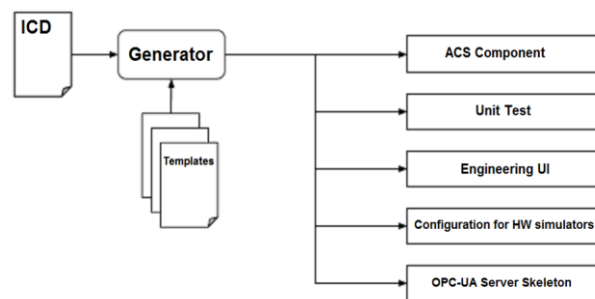 ICD
Generator
Templates
ACS Component
Unit Test
Engineering UI
Configuration for HW simulators
OPC-UA Server Skeleton